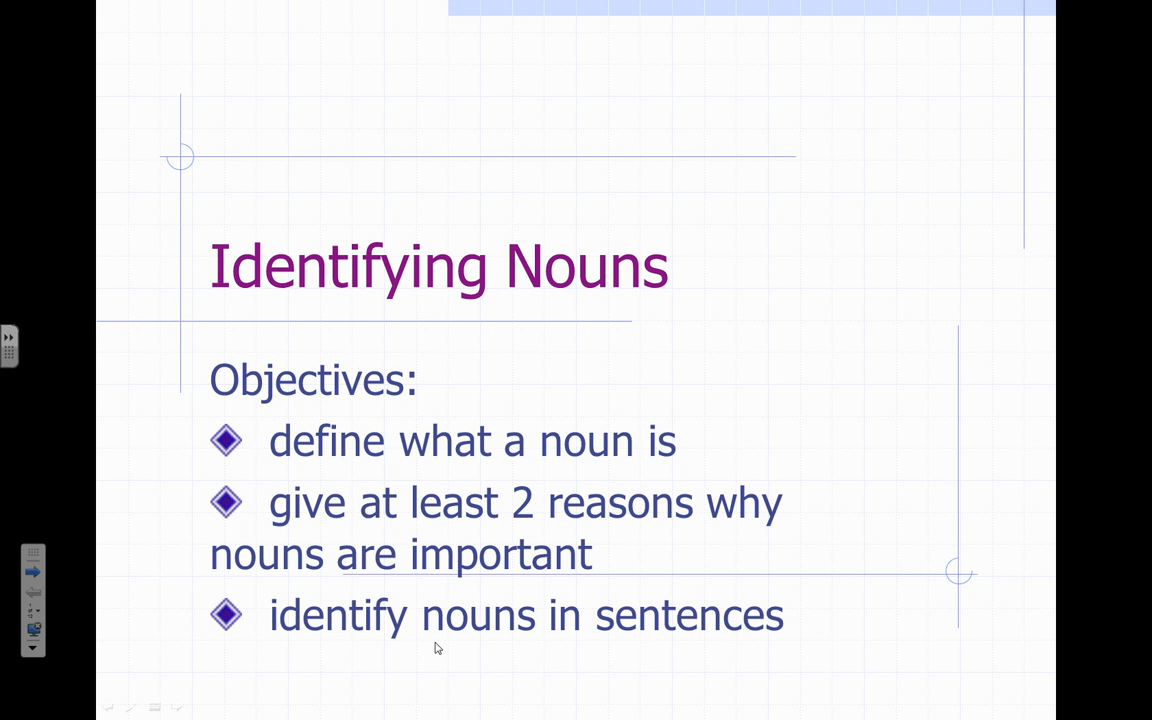 Identifying Nouns
Objectives:
define what a noun is
give at least 2 reasons why
nouns are important
identify nouns in sentences